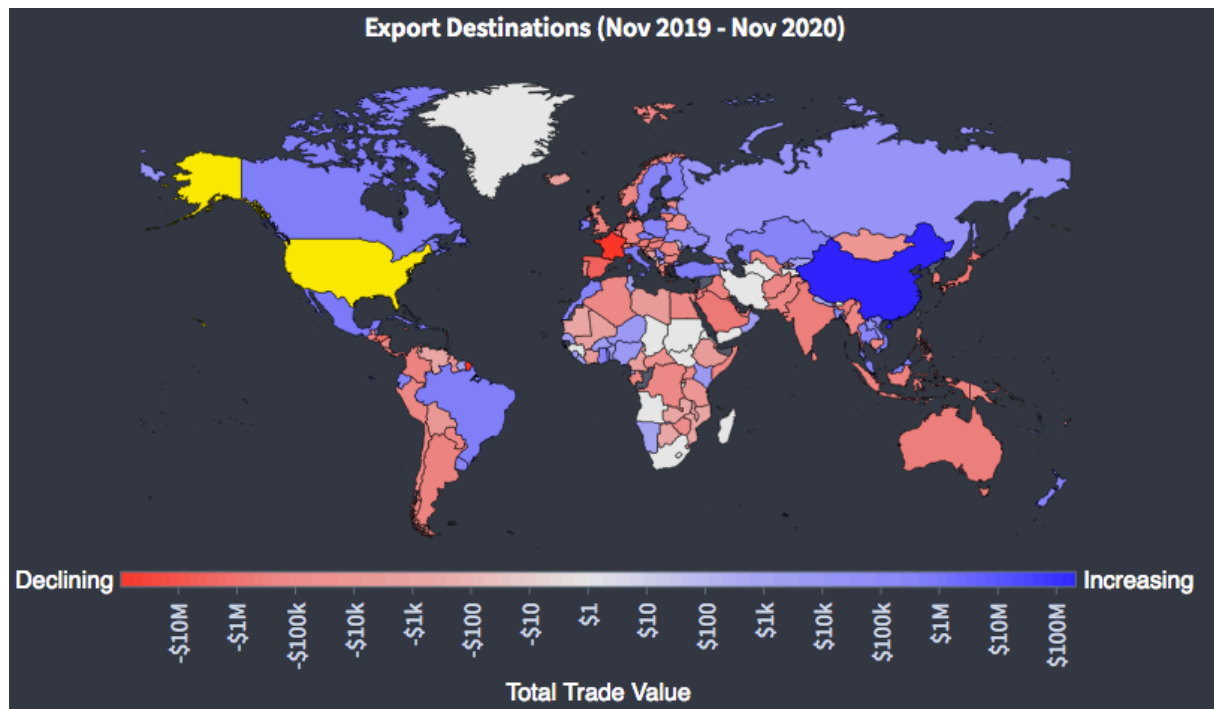 Export Destinations (Nov 2019 - Nov 2020)
Declining
Increasing
-$10M
-$1M
-$100k
-$10k
-$1k
-$100
-$10
$1
$10
$100
$1k
$10k
$100k
$1M
$10M
$100M
Total Trade Value